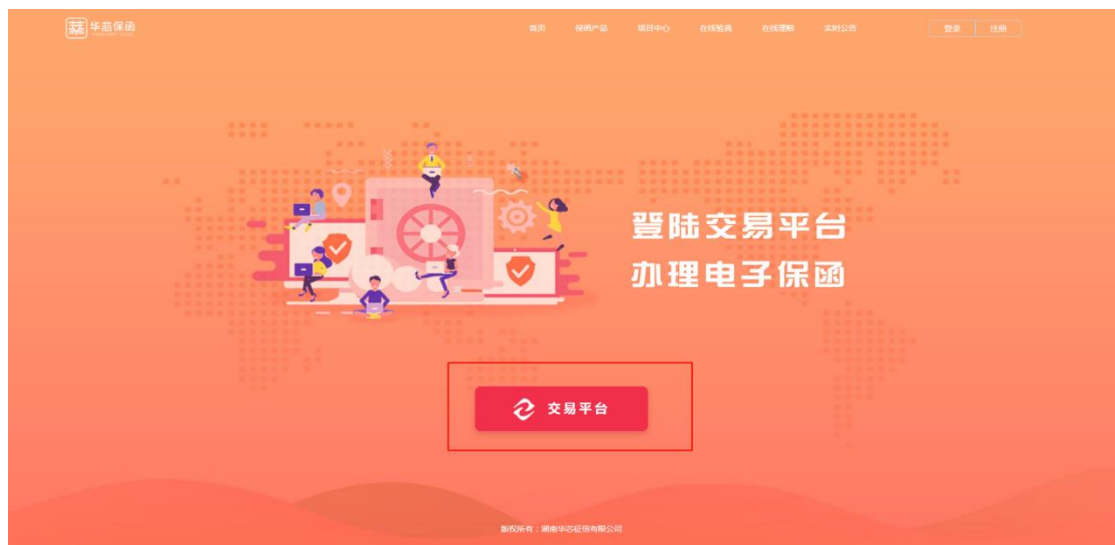 华芯保函
首页 保函产品 项目中心 在线验真 在线理赔 实时公告 登录 注册
登陆交易平台
办理电子保函
交易平台
版权所有：湖南华芯征信有限公司